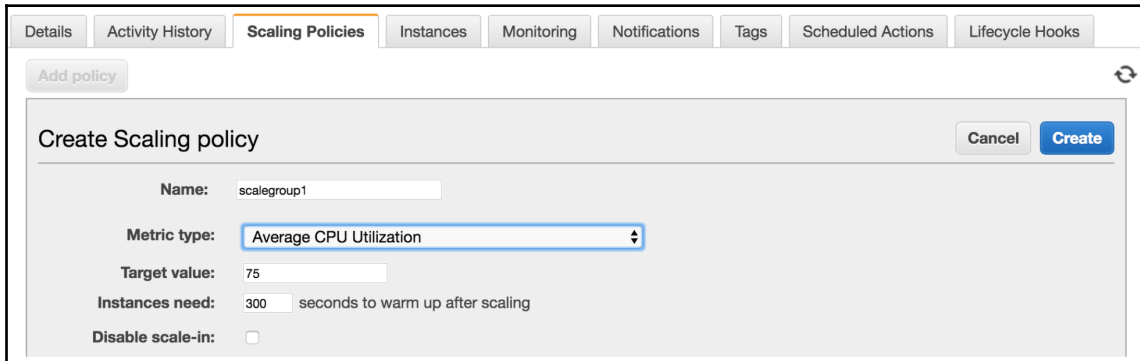 Details Activity History Scaling Policies Instances Monitoring Notifications Tags Scheduled Actions Lifecycle Hooks
Add policy
Create Scaling policy Cancel Create
Name: scalegroup1
Metric type: Average CPU Utilization
Target value: 75
Instances need: 300 seconds to warm up after scaling
Disable scale-in: